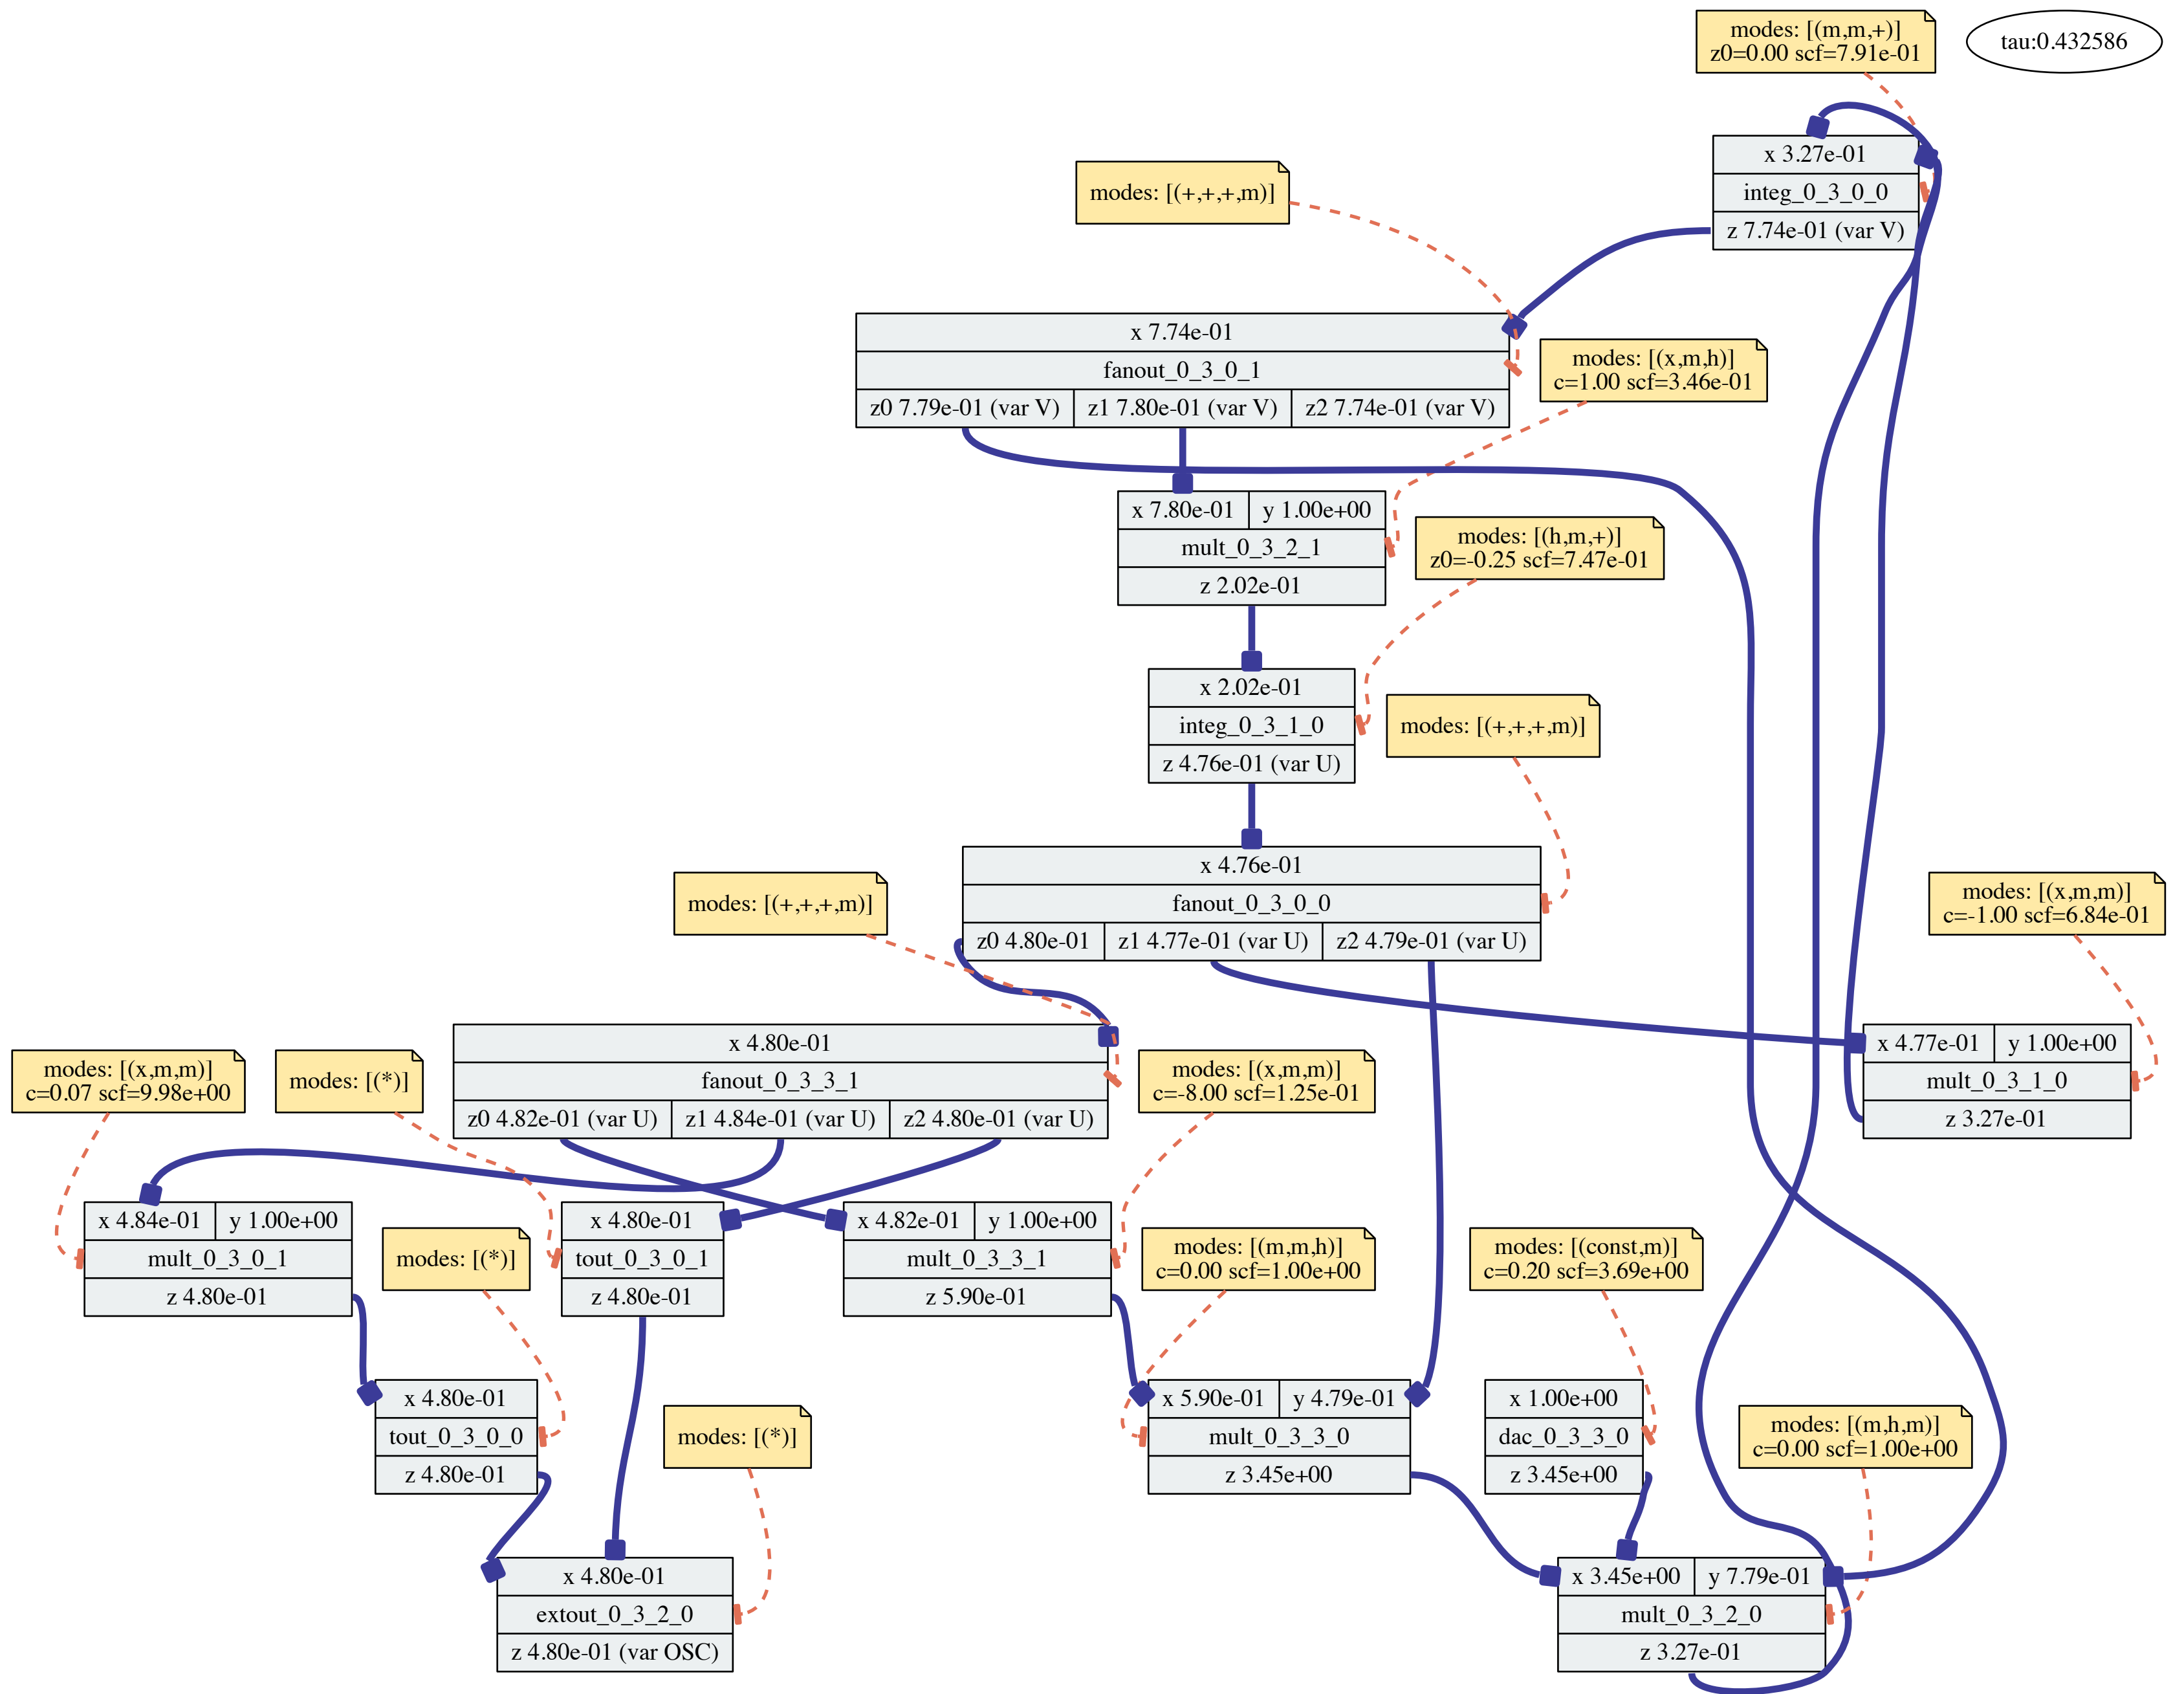 modes: [(m,m,+)]
z0=0.00 scf=7.91e-01
tau:0.432586
x 3.27e-01
integ_0_3_0_0
z 7.74e-01 (var V)
modes: [(+,+,+,m)]
x 7.74e-01
fanout_0_3_0_1
z0 7.79e-01 (var V) z1 7.80e-01 (var V) z2 7.74e-01 (var V)
modes: [(x,m,h)]
c=1.00 scf=3.46e-01
x 7.80e-01 y 1.00e+00
mult_0_3_2_1
z 2.02e-01
modes: [(h,m,+)]
z0=-0.25 scf=7.47e-01
x 2.02e-01
integ_0_3_1_0
z 4.76e-01 (var U)
modes: [(+,+,+,m)]
x 4.76e-01
fanout_0_3_0_0
z0 4.80e-01 z1 4.77e-01 (var U) z2 4.79e-01 (var U)
modes: [(+,+,+,m)]
modes: [(x,m,m)]
c=-1.00 scf=6.84e-01
x 4.80e-01
fanout_0_3_3_1
z0 4.82e-01 (var U) z1 4.84e-01 (var U) z2 4.80e-01 (var U)
x 4.77e-01 y 1.00e+00
mult_0_3_1_0
z 3.27e-01
modes: [(x,m,m)]
c=0.07 scf=9.98e+00
modes: [(*)]
modes: [(x,m,m)]
c=-8.00 scf=1.25e-01
x 4.84e-01 y 1.00e+00
mult_0_3_0_1
z 4.80e-01
x 4.80e-01
tout_0_3_0_1
z 4.80e-01
x 4.82e-01 y 1.00e+00
mult_0_3_3_1
z 5.90e-01
modes: [(*)]
modes: [(m,m,h)]
c=0.00 scf=1.00e+00
modes: [(const,m)]
c=0.20 scf=3.69e+00
x 4.80e-01
tout_0_3_0_0
z 4.80e-01
modes: [(*)]
x 5.90e-01 y 4.79e-01
mult_0_3_3_0
z 3.45e+00
x 1.00e+00
dac_0_3_3_0
z 3.45e+00
modes: [(m,h,m)]
c=0.00 scf=1.00e+00
x 4.80e-01
extout_0_3_2_0
z 4.80e-01 (var OSC)
x 3.45e+00 y 7.79e-01
mult_0_3_2_0
z 3.27e-01